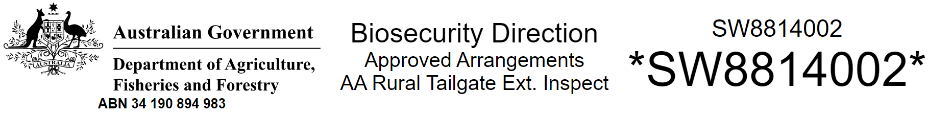 Australian Government
Department of Agriculture,
Fisheries and Forestry
ABN 34 190 894 983
Biosecurity Direction
Approved Arrangements
AA Rural Tailgate Ext. Inspect
SW8814002
*SW8814002*